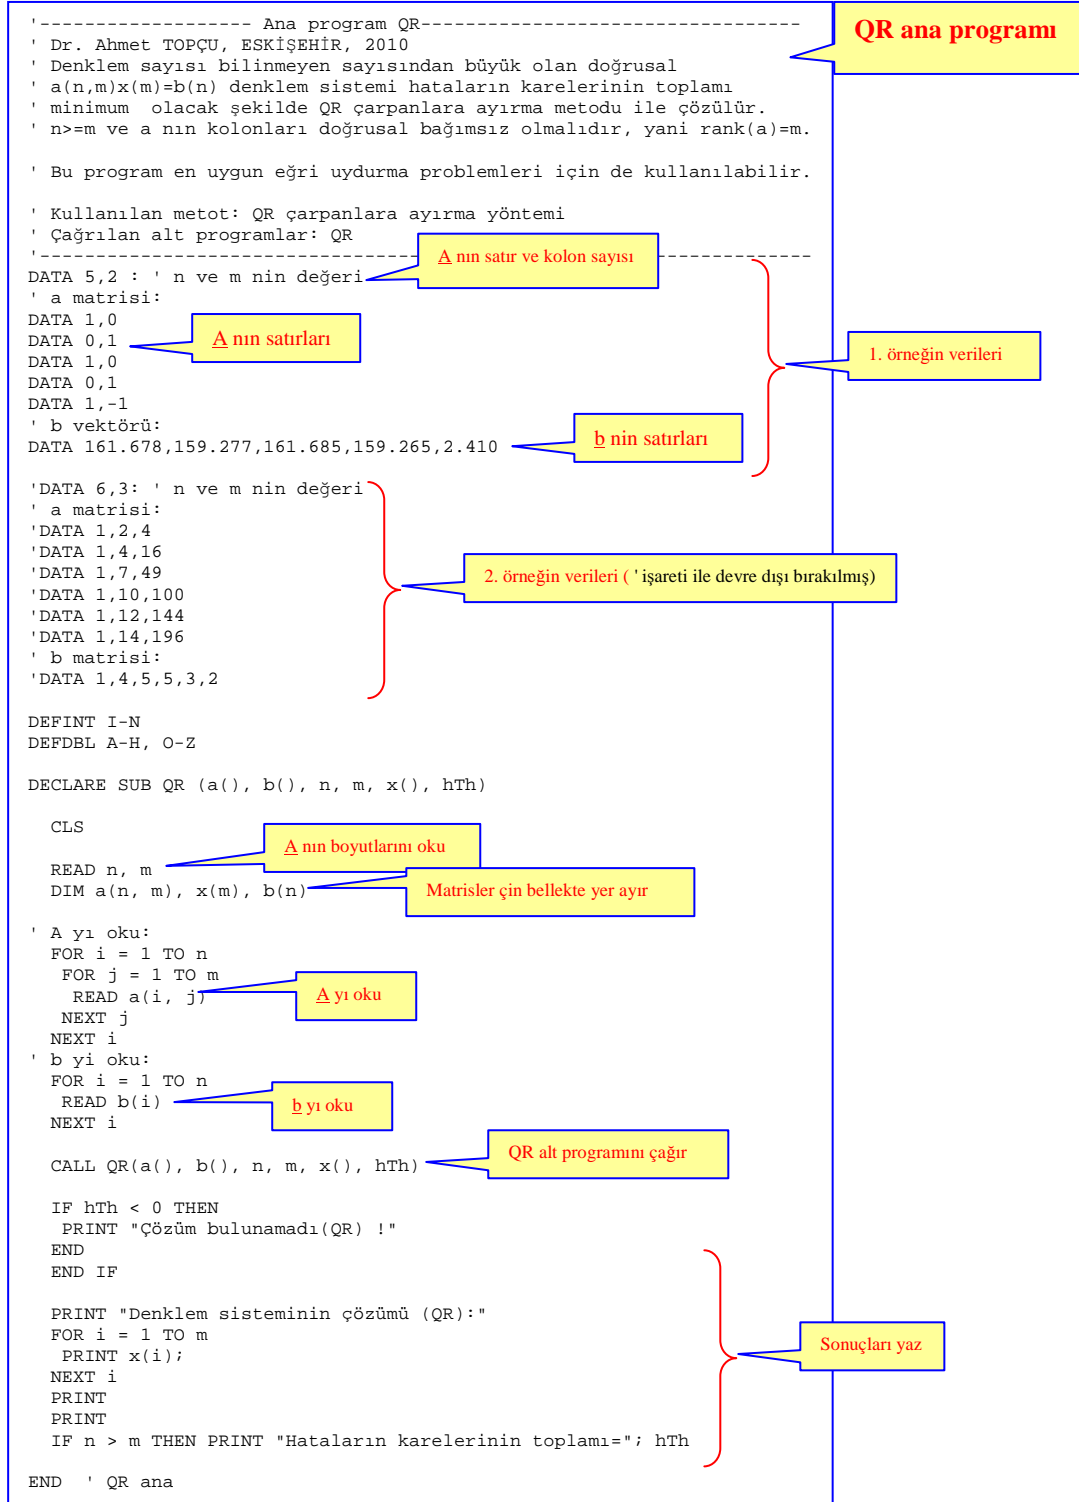 '------------------- Ana program QR----------------------------------
QR ana programı
' Dr. Ahmet TOPÇU, ESKİŞEHİR, 2010
' Denklem sayısı bilinmeyen sayısından büyük olan doğrusal
' a(n,m)x(m)=b(n) denklem sistemi hataların karelerinin toplamı
' minimum  olacak şekilde QR çarpanlara ayırma metodu ile çözülür.
' n>=m ve a nın kolonları doğrusal bağımsız olmalıdır, yani rank(a)=m.
' Bu program en uygun eğri uydurma problemleri için de kullanılabilir.
' Kullanılan metot: QR çarpanlara ayırma yöntemi
' Çağrılan alt programlar: QR
'---------------------------------------------------------------------
A nın satır ve kolon sayısı
DATA 5,2 : ' n ve m nin değeri
' a matrisi:
DATA 1,0
DATA 0,1
A nın satırları
1. örneğin verileri
DATA 1,0
DATA 0,1
DATA 1,-1
' b vektörü:
DATA 161.678,159.277,161.685,159.265,2.410
b nin satırları
'DATA 6,3: ' n ve m nin değeri
' a matrisi:
'DATA 1,2,4
'DATA 1,4,16
'DATA 1,7,49
2. örneğin verileri ( ' işareti ile devre dışı bırakılmış)
'DATA 1,10,100
'DATA 1,12,144
'DATA 1,14,196
' b matrisi:
'DATA 1,4,5,5,3,2
DEFINT I-N
DEFDBL A-H, O-Z
DECLARE SUB QR (a(), b(), n, m, x(), hTh)
CLS
A nın boyutlarını oku
READ n, m
DIM a(n, m), x(m), b(n)
Matrisler çin bellekte yer ayır
' A yı oku:
FOR i = 1 TO n
FOR j = 1 TO m
READ a(i, j)
A yı oku
NEXT j
NEXT i
' b yi oku:
FOR i = 1 TO n
READ b(i)
b yı oku
NEXT i
QR alt programını çağır
CALL QR(a(), b(), n, m, x(), hTh)
IF hTh < 0 THEN
PRINT "Çözüm bulunamadı(QR) !"
END
END IF
PRINT "Denklem sisteminin çözümü (QR):"
FOR i = 1 TO m
PRINT x(i);
Sonuçları yaz
NEXT i
PRINT
PRINT
IF n > m THEN PRINT "Hataların karelerinin toplamı="; hTh
END  ' QR ana